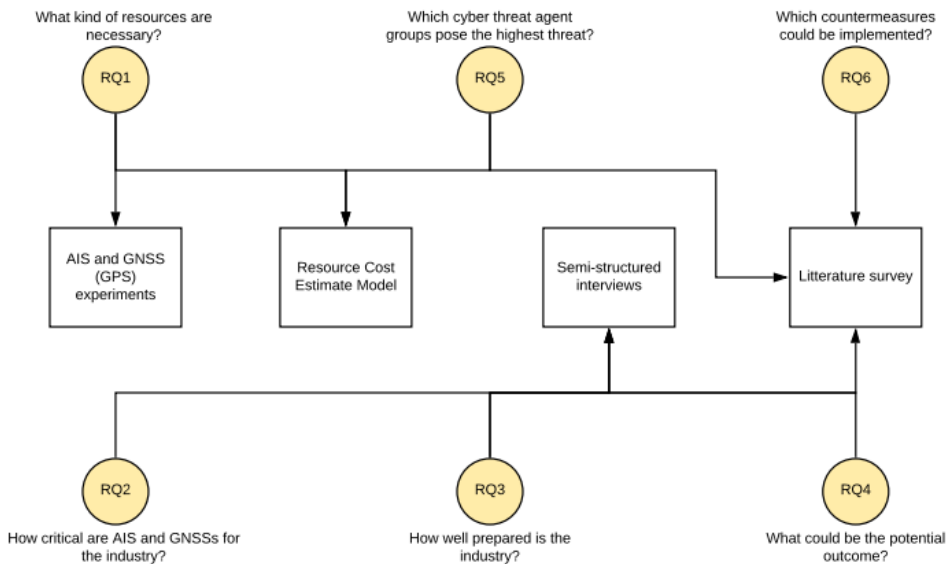 What kind of resources are
necessary?
Which cyber threat agent
groups pose the highest threat?
Which countermeasures
could be implemented?
RQ1
RQ5
RQ6
AIS and GNSS
(GPS)
experiments
Resource Cost
Estimate Model
Semi-structured
interviews
Litterature survey
RQ2
RQ3
RQ4
How critical are AIS and GNSSs for
the industry?
How well prepared is the
industry?
What could be the potential
outcome?